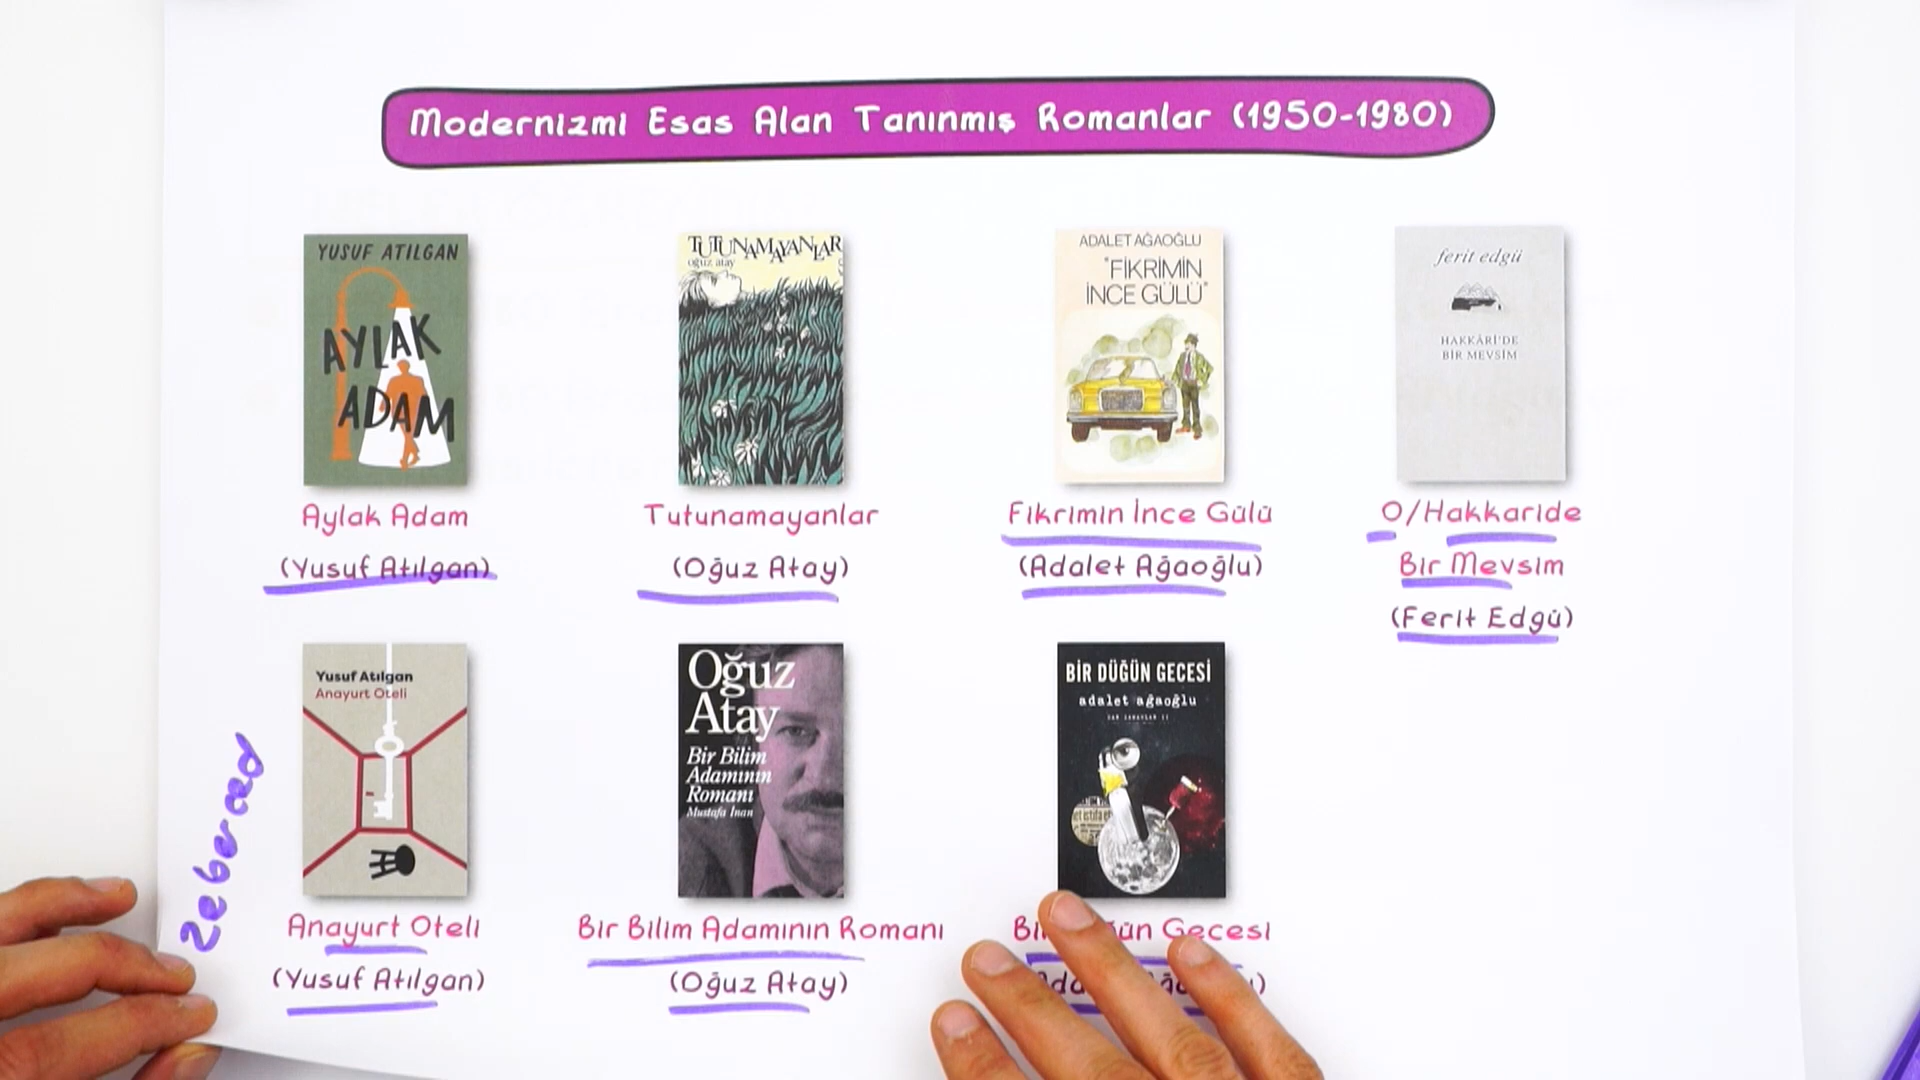 Modernizmi Esas Alan Tanınmış Romanlar (1950-1980)
YUSUF ATILGAN
AYLAK
ADAM
Aylak Adam
(Yusuf Atılgan)
TUTUNAMAYANLAR
oğuz atay
Tutunamayanlar
(Oğuz Atay)
ADALET AĞAOĞLU
"FİKRİMİN
İNCE GÜLÜ"
Fikrimin İnce Gülü
(Adalet Ağaoğlu)
ferit edgü
HAKKÂRİ'DE
BİR MEVSİM
O/Hakkaride
Bir Mevsim
(Ferit Edgü)
Zeberced
Yusuf Atılgan
Anayurt Oteli
Anayurt Oteli
(Yusuf Atılgan)
Oğuz
Atay
Bir Bilim
Adamının
Romanı
Mustafa İnan
Bir Bilim Adamının Romanı
(Oğuz Atay)
BİR DÜĞÜN GECESİ
adalet ağaoğlu
Gecesi